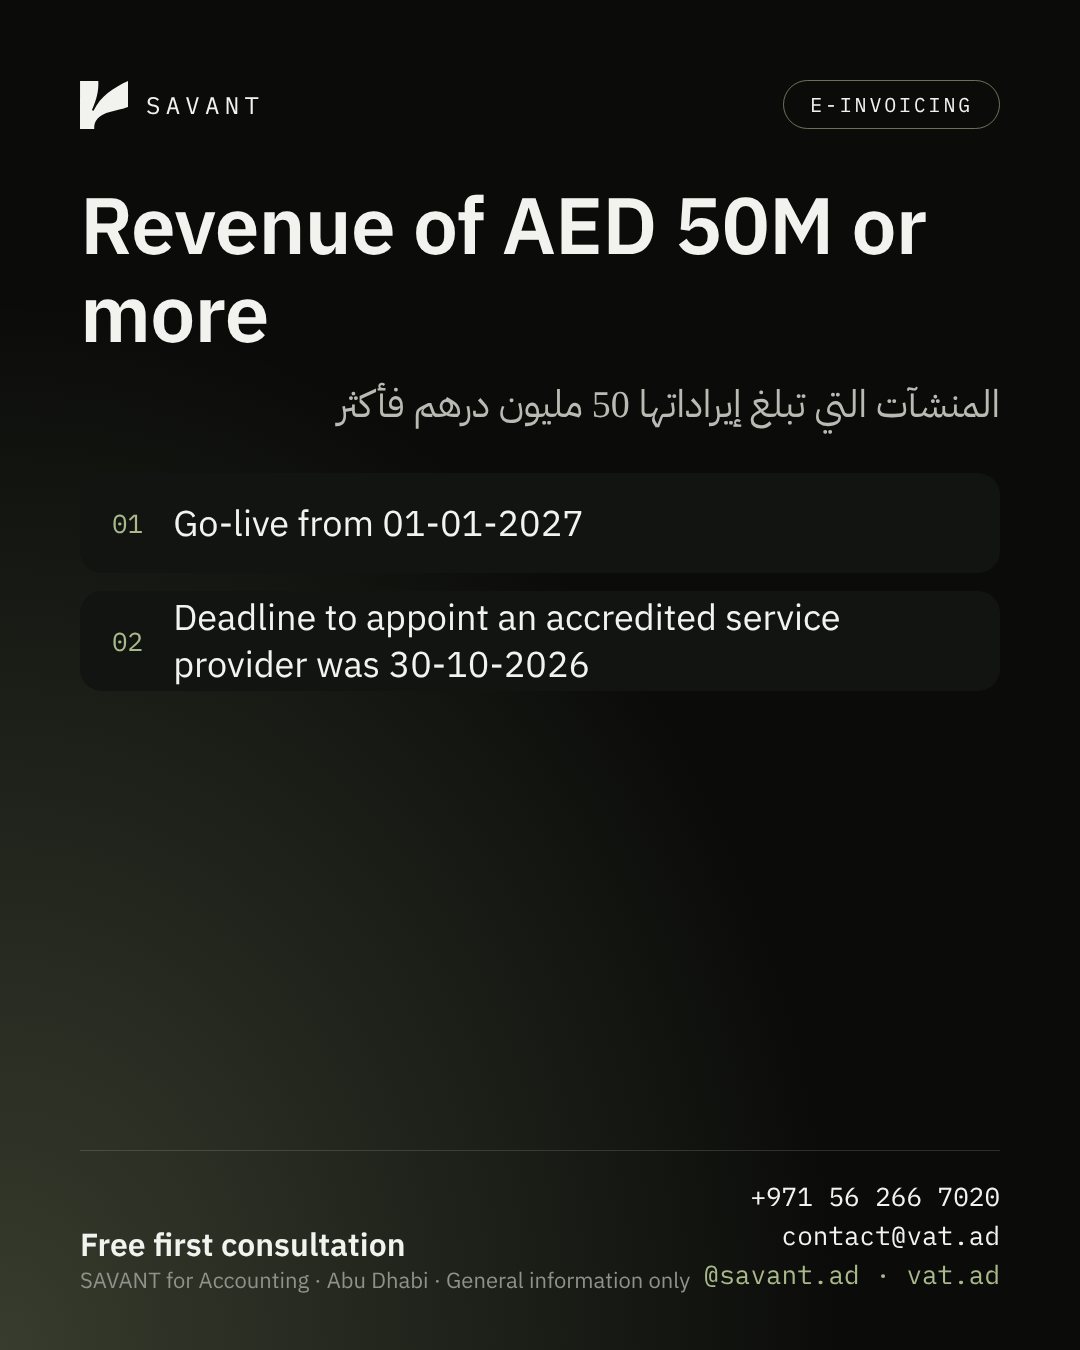 SAVANT
E-INVOICING
Revenue of AED 50M or
more
المنشآت التي تبلغ إيراداتها 50 مليون درهم فأكثر
01 Go-live from 01-01-2027
02 Deadline to appoint an accredited service
provider was 30-10-2026
+971 56 266 7020
contact@vat.ad
Free first consultation
SAVANT for Accounting · Abu Dhabi · General information only
@savant.ad · vat.ad